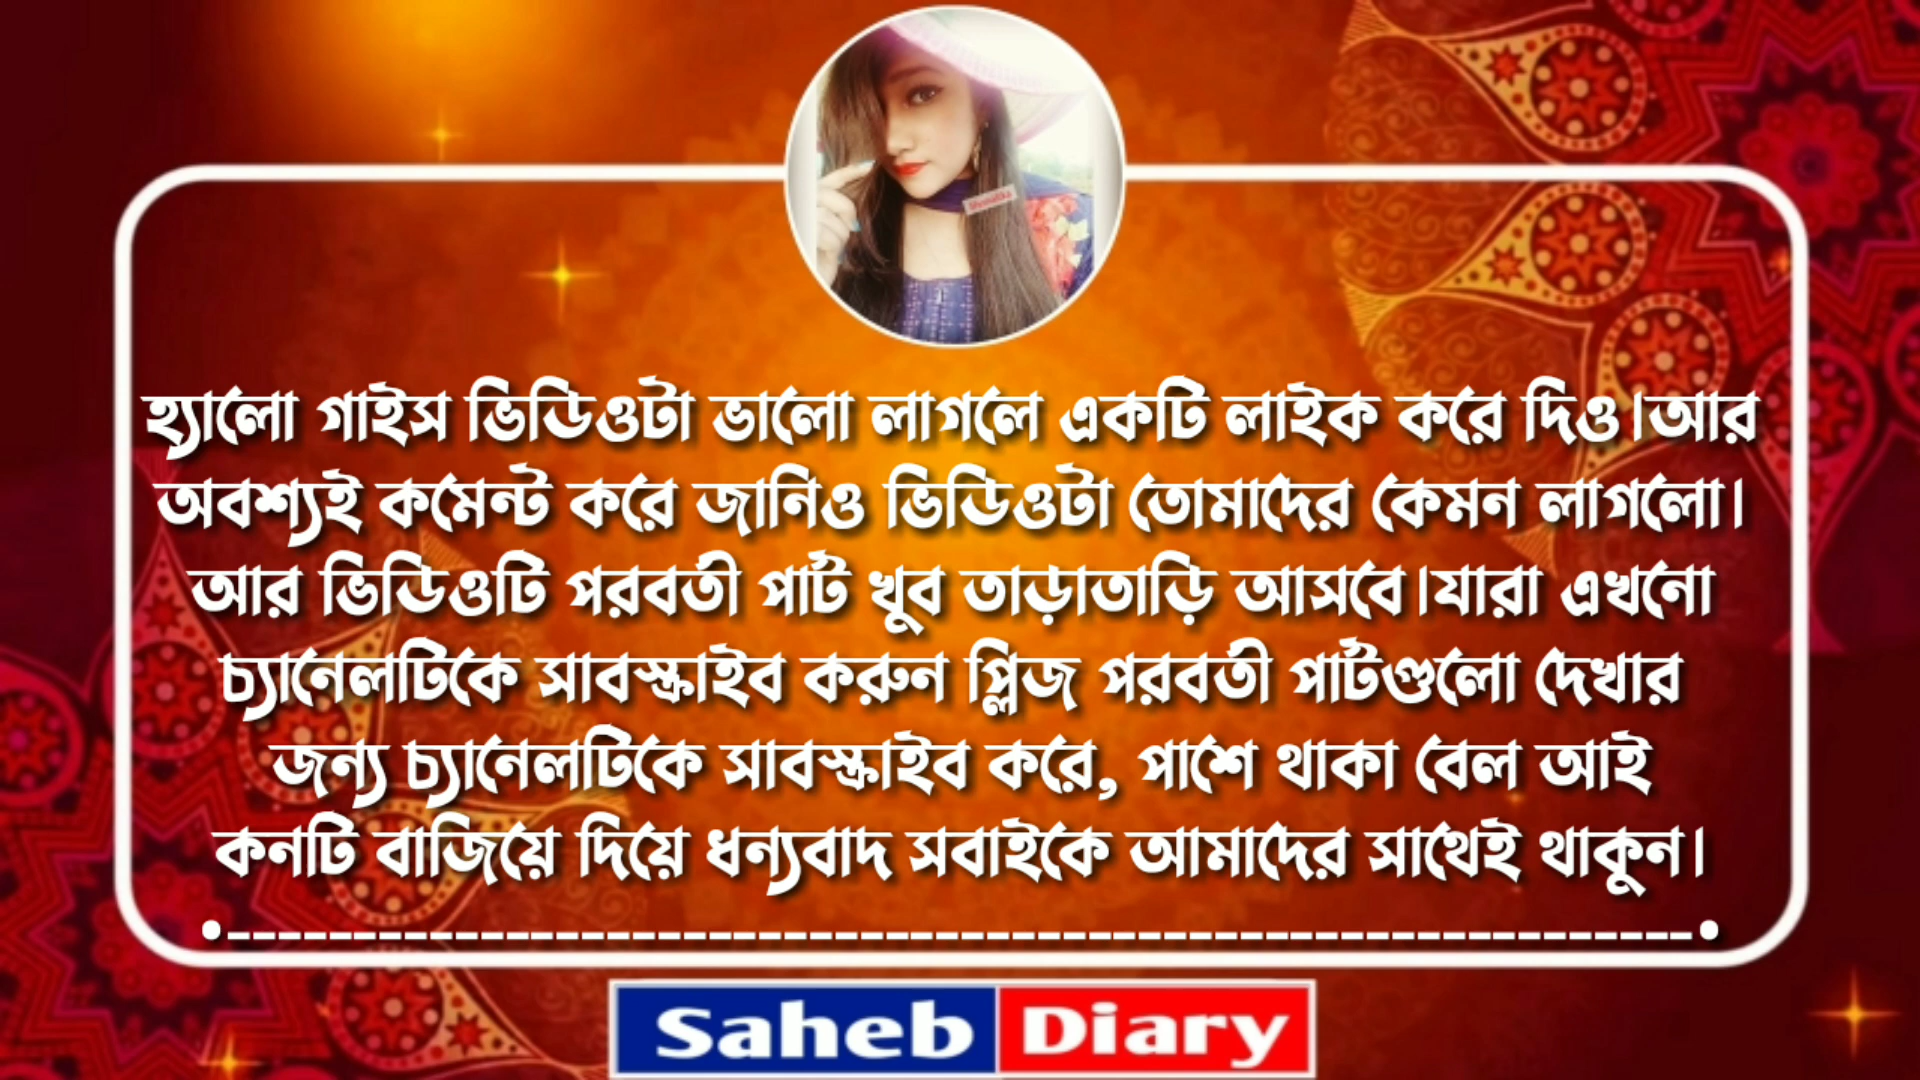 হ্যালো গাইস ভিডিওটা ভালো লাগলে একটি লাইক করে দিও।আর
অবশ্যই কমেন্ট করে জানিও ভিডিওটা তোমাদের কেমন লাগলো।
আর ভিডিওটি পরবর্তী পার্ট খুব তাড়াতাড়ি আসবে।যারা এখনো
চ্যানেলটিকে সাবস্ক্রাইব করুন প্লিজ পরবর্তী পার্টগুলো দেখার
জন্য চ্যানেলটিকে সাবস্ক্রাইব করে, পাশে থাকা বেল আই
কনটি বাজিয়ে দিয়ে ধন্যবাদ সবাইকে আমাদের সাথেই থাকুন।
Saheb Diary